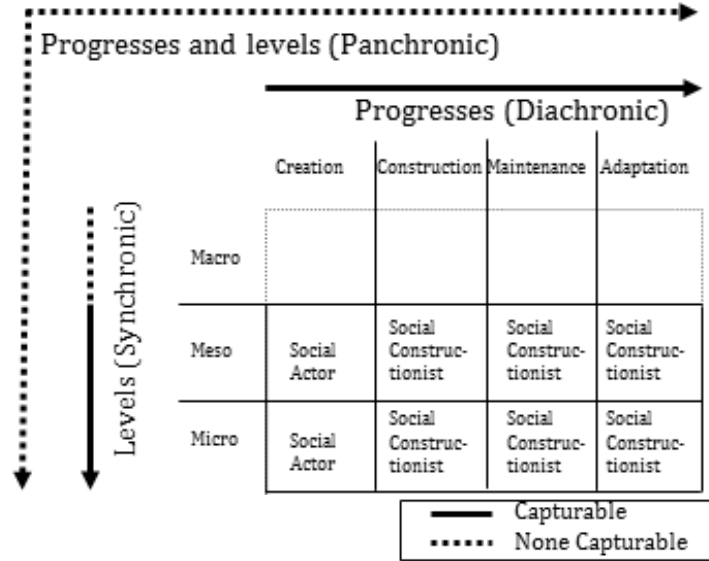 Progresses and levels (Panchronic)
Progresses (Diachronic)
Creation Construction Maintenance Adaptation
Levels (Synchronic)
Macro
Meso
Social
Actor
Social
Constructionist
Social
Construc-
tionist
Social
Construc-
tionist
Micro
Social
Actor
Social
Construc-
tionist
Social
Construc-
tionist
Social
Construc-
tionist
Capturable
None Capturable